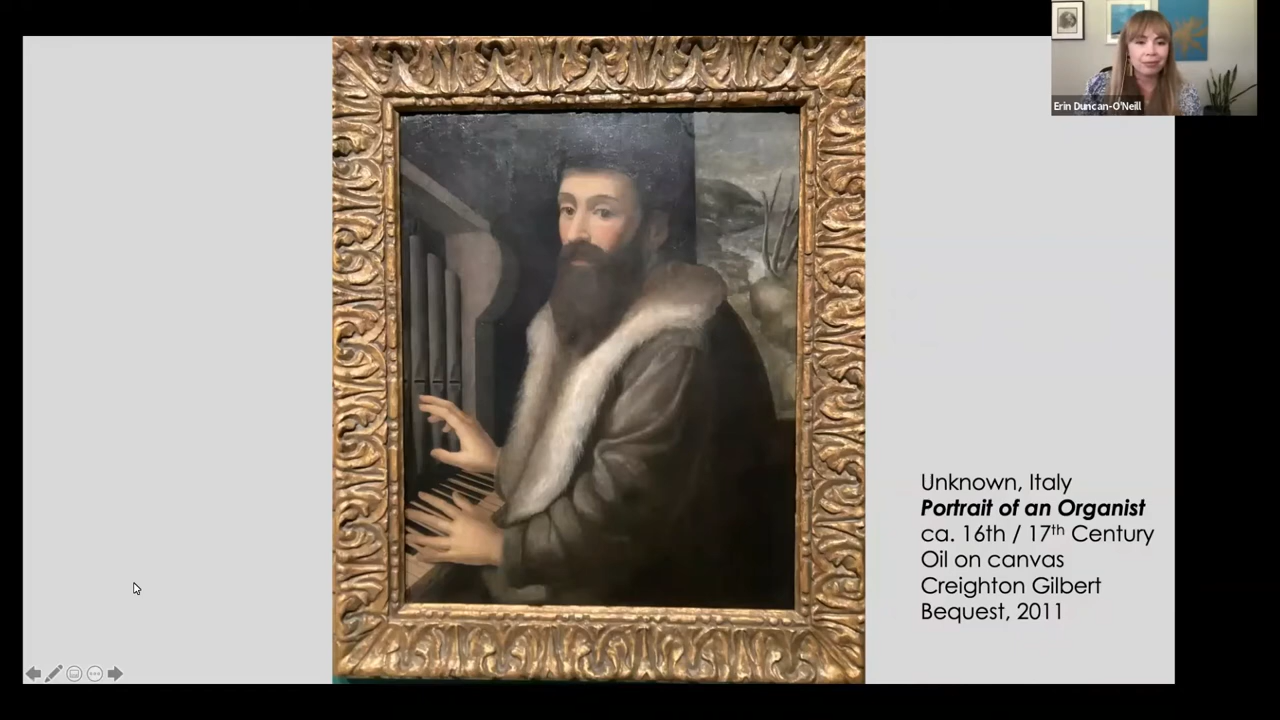 Erin Duncan-O'Neill
Unknown, Italy
Portrait of an Organist
ca. 16th / 17th Century
Oil on canvas
Creighton Gilbert
Bequest, 2011